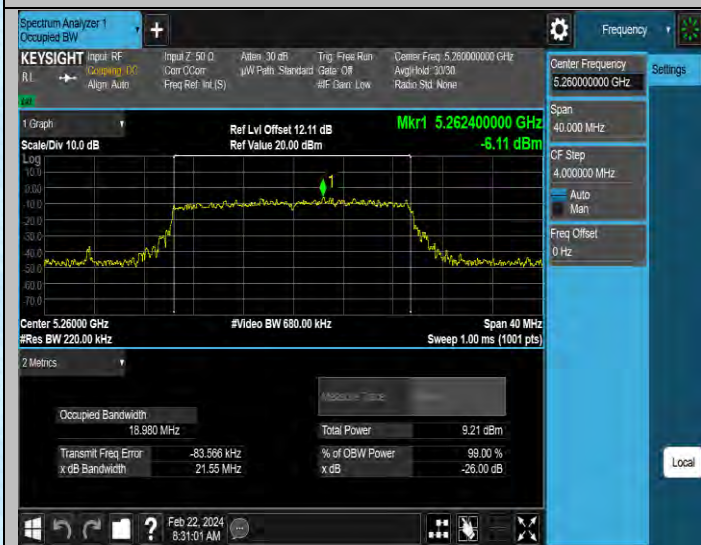 Spectrum Analyzer 1
Occupied BW
Frequency
KEYSIGHT Input: RF
RL
Coupling: DC
Align: Auto
Input Z: 50 Ω
Corr CCorr
Freq Ref: Int (S)
Atten: 30 dB
µW Path: Standard
Trig: Free Run
Gate: Off
#IF Gain: Low
Center Freq: 5.260000000 GHz
Avg|Hold: 30/30
Radio Std: None
Center Frequency
5.260000000 GHz
Settings
Span
40.000 MHz
CF Step
4.000000 MHz
Auto
Man
Freq Offset
0 Hz
1 Graph
Scale/Div 10.0 dB
Ref Lvl Offset 12.11 dB
Ref Value 20.00 dBm
Mkr1 5.262400000 GHz
-6.11 dBm
Log
10.0
0.00
-10.0
-20.0
-30.0
-40.0
-50.0
-60.0
-70.0
1
Center 5.26000 GHz
#Res BW 220.00 kHz
#Video BW 680.00 kHz
Span 40 MHz
Sweep 1.00 ms (1001 pts)
2 Metrics
Measure Trace
Occupied Bandwidth
18.980 MHz
Total Power 9.21 dBm
Transmit Freq Error -83.566 kHz
% of OBW Power 99.00 %
x dB Bandwidth 21.55 MHz
x dB -26.00 dB
Local
Feb 22, 2024
8:31:01 AM